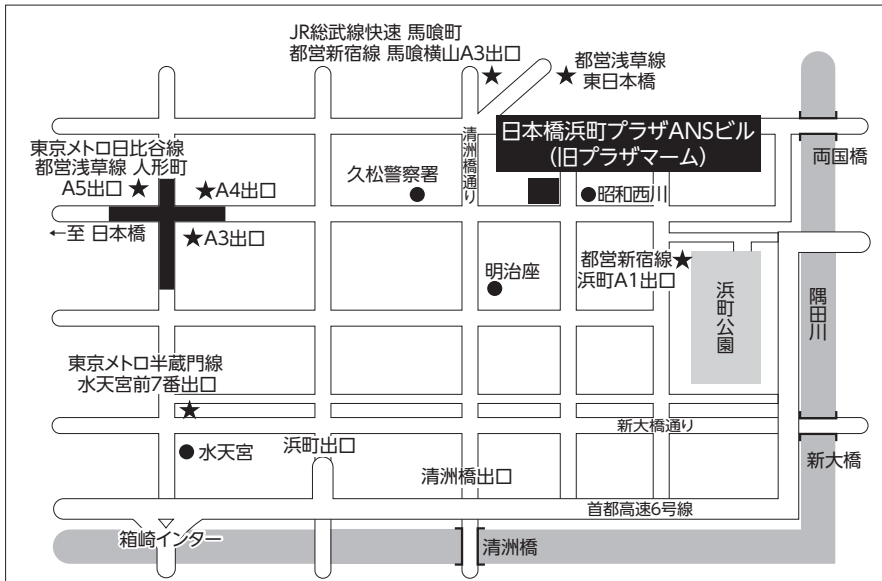 JR総武線快速 馬喰町
都営新宿線 馬喰横山A3出口
都営浅草線
東日本橋
日本橋浜町プラザANSビル
(旧プラザマーム)
清洲橋通り
両国橋
東京メトロ日比谷線
都営浅草線 人形町
A5出口
A4出口
久松警察署
昭和西川
←至 日本橋
A3出口
明治座
都営新宿線
浜町A1出口
浜町公園
隅田川
東京メトロ半蔵門線
水天宮前7番出口
新大橋通り
水天宮
浜町出口
清洲橋出口
新大橋
首都高速6号線
箱崎インター
清洲橋